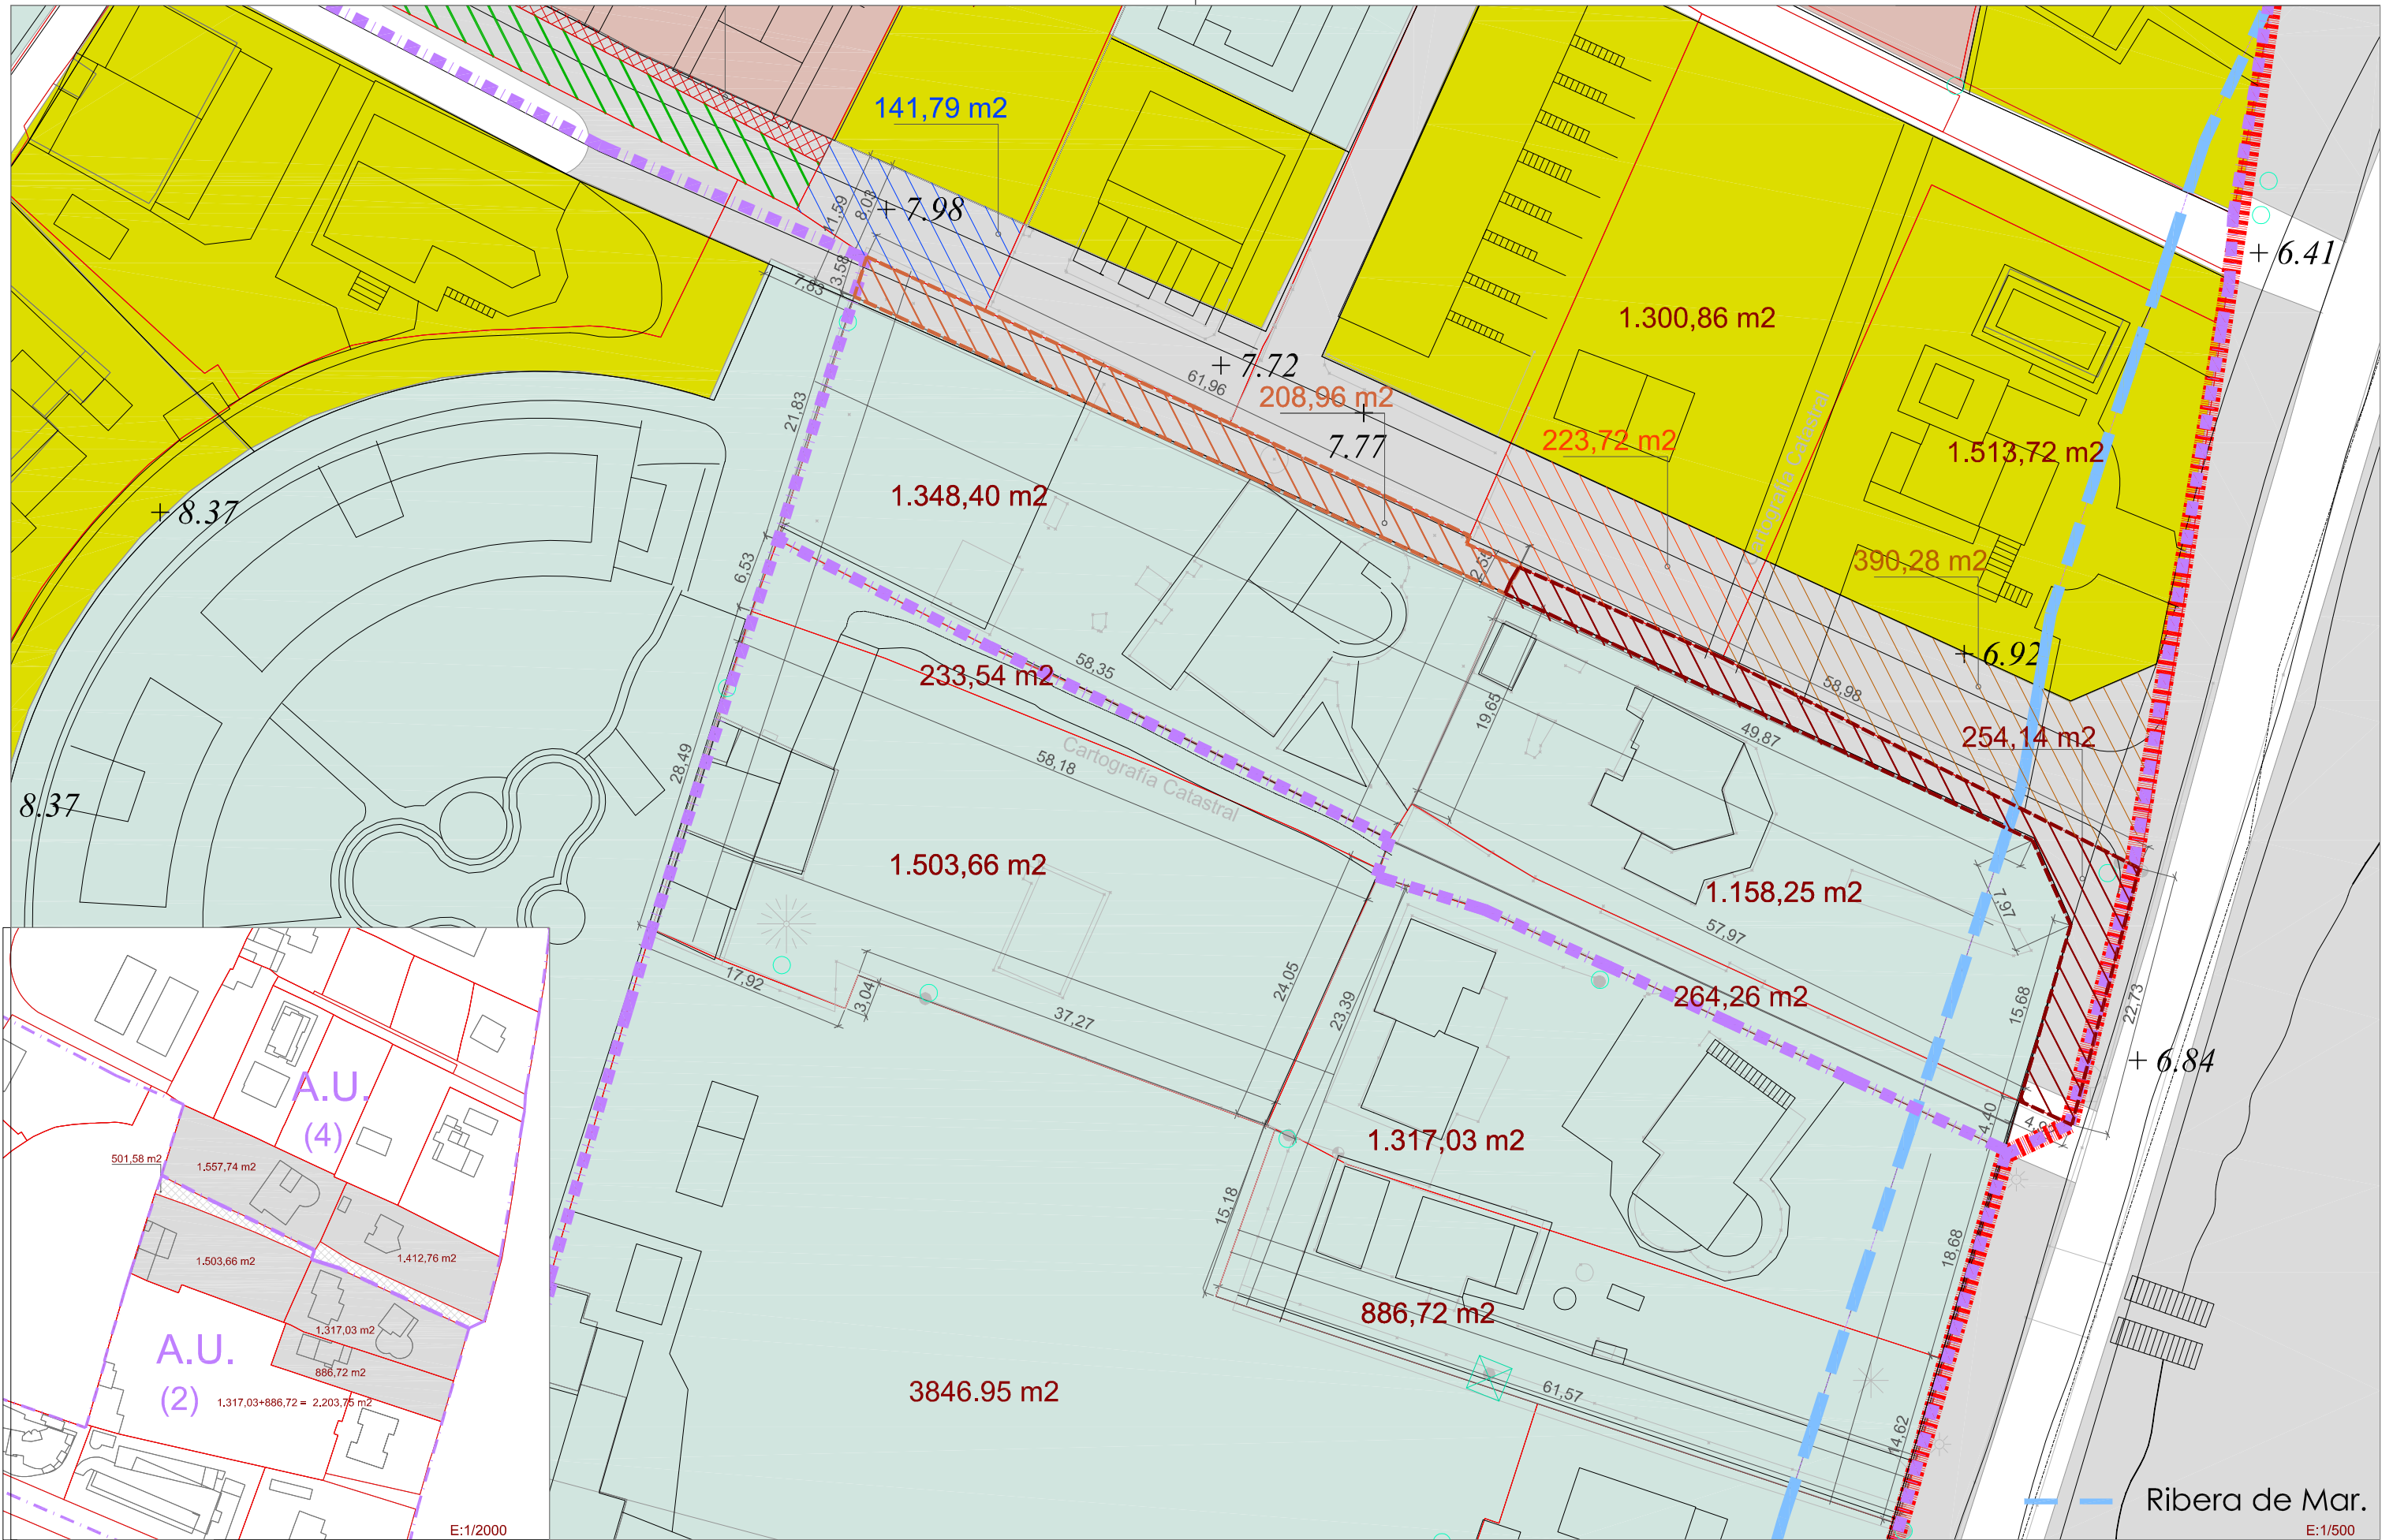 141,79 m2
+ 7.98
11,59
8,03
3,58
7,83
+ 6.41
1.300,86 m2
+ 7.72
61,96
208,96 m2
7.77
223,72 m2
Cartografia Catastral
1.513,72 m2
21,83
1.348,40 m2
+ 8.37
390,28 m2
2,55
6,53
+ 6.92
58,35
233,54 m2
58,98
19,65
49,87
254,14 m2
28,49
58,18
Cartografia Catastral
8.37
1.503,66 m2
1.158,25 m2
7,97
57,97
17,92
3,04
24,05
23,39
264,26 m2
15,68
22,73
37,27
+ 6.84
4,40
1.317,03 m2
15,18
18,68
886,72 m2
61,57
3846.95 m2
14,62
A.U.
(4)
501,58 m2
1.557,74 m2
1.503,66 m2
1.412,76 m2
1.317,03 m2
A.U.
(2)
886,72 m2
1.317,03+886,72 = 2.203,75 m2
E:1/2000
Ribera de Mar.
E:1/500